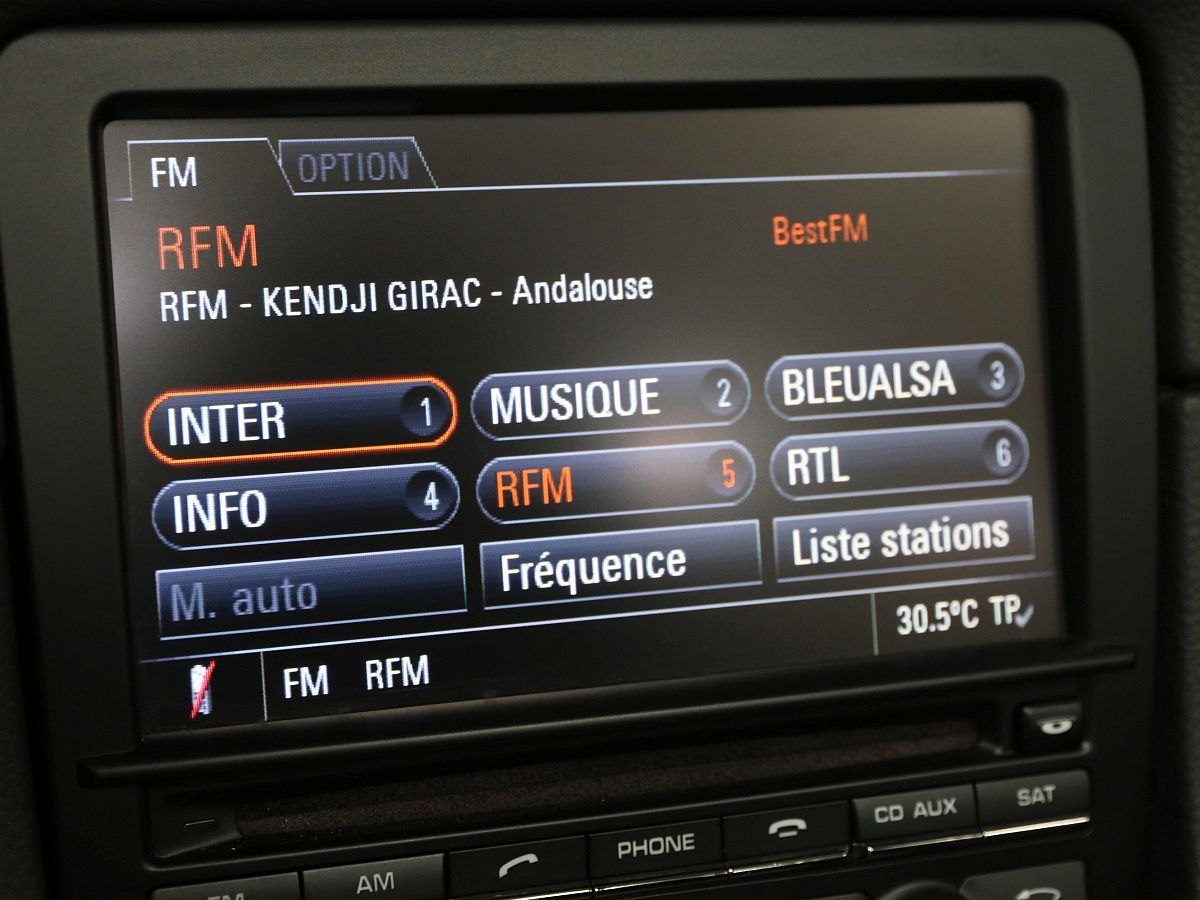 FM OPTION
RFM BestFM
RFM - KENDJI GIRAC - Andalouse
INTER 1 MUSIQUE 2 BLEUALSA 3
INFO 4 RFM 5 RTL 6
M. auto Fréquence Liste stations
FM RFM 30.5°C TP
FM AM PHONE CD AUX SAT